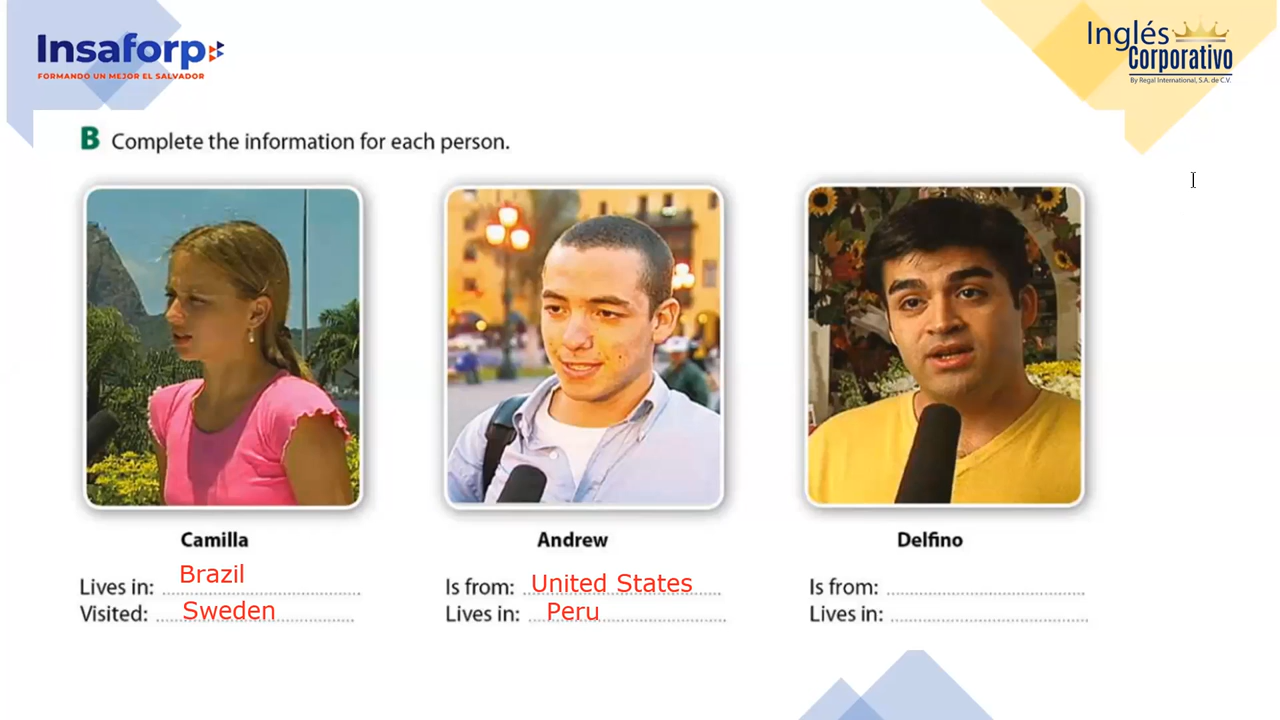 Insaforp
FORMANDO UN MEJOR EL SALVADOR
Inglés
Corporativo
By Regal International, S.A. de C.V.
B Complete the information for each person.
Camilla
Lives in: Brazil
Visited: Sweden
Andrew
Is from: United States
Lives in: Peru
Delfino
Is from:
Lives in: